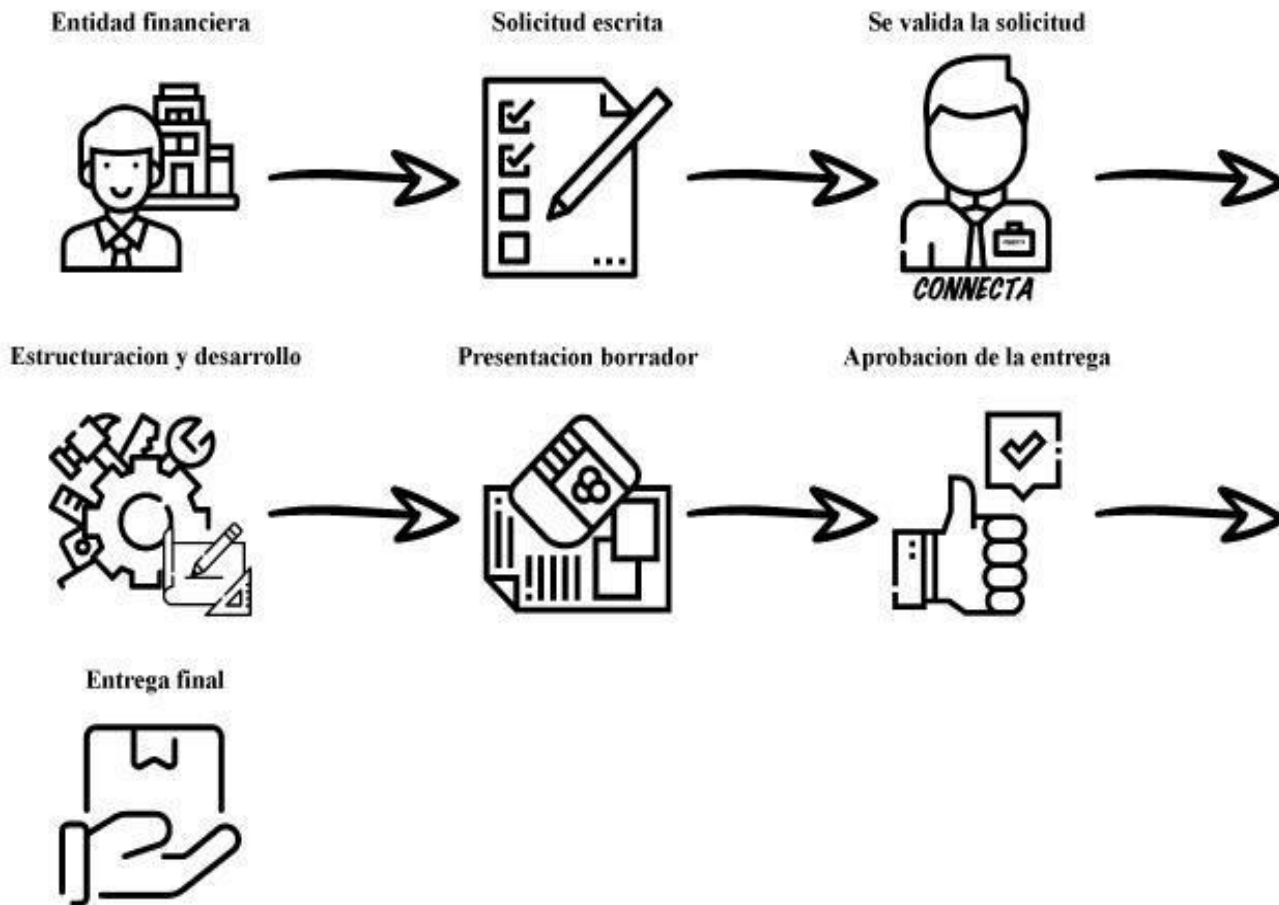 Entidad financiera
Solicitud escrita
Se valida la solicitud
CONNECTA
Estructuracion y desarrollo
Presentacion borrador
Aprobacion de la entrega
Entrega final